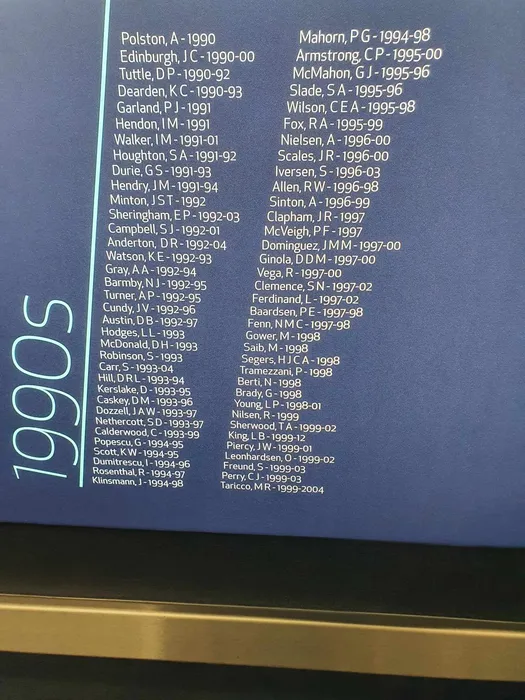 1990s
Polston, A - 1990
Edinburgh, J C - 1990-00
Tuttle, D P - 1990-92
Dearden, K C - 1990-93
Garland, P J - 1991
Hendon, I M - 1991
Walker, I M - 1991-01
Houghton, S A - 1991-92
Durie, G S - 1991-93
Hendry, J M - 1991-94
Minton, J S T - 1992
Sheringham, E P - 1992-03
Campbell, S J - 1992-01
Anderton, D R - 1992-04
Watson, K E - 1992-93
Gray, A A - 1992-94
Barmby, N J - 1992-95
Turner, A P - 1992-95
Cundy, J V - 1992-96
Austin, D B - 1992-97
Hodges, L L - 1993
McDonald, D H - 1993
Robinson, S - 1993
Carr, S - 1993-04
Hill, D R L - 1993-94
Kerslake, D - 1993-95
Caskey, D M - 1993-96
Dozzell, J A W - 1993-97
Nethercott, S D - 1993-97
Calderwood, C - 1993-99
Popescu, G - 1994-95
Scott, K W - 1994-95
Dumitrescu, I - 1994-96
Rosenthal, R - 1994-97
Klinsmann, J - 1994-98
Mahorn, P G - 1994-98
Armstrong, C P - 1995-00
McMahon, G J - 1995-96
Slade, S A - 1995-96
Wilson, C E A - 1995-98
Fox, R A - 1995-99
Nielsen, A - 1996-00
Scales, J R - 1996-00
Iversen, S - 1996-03
Allen, R W - 1996-98
Sinton, A - 1996-99
Clapham, J R - 1997
McVeigh, P F - 1997
Dominguez, J M M - 1997-00
Ginola, D D M - 1997-00
Vega, R - 1997-00
Clemence, S N - 1997-02
Ferdinand, L - 1997-02
Baardsen, P E - 1997-98
Fenn, N M C - 1997-98
Gower, M - 1998
Saib, M - 1998
Segers, H J C A - 1998
Tramezzani, P - 1998
Berti, N - 1998
Brady, G - 1998
Young, L P - 1998-01
Nilsen, R - 1999
Sherwood, T A - 1999-02
King, L B - 1999-12
Piercy, J W - 1999-01
Leonhardsen, O - 1999-02
Freund, S - 1999-03
Perry, C J - 1999-03
Taricco, M R - 1999-2004